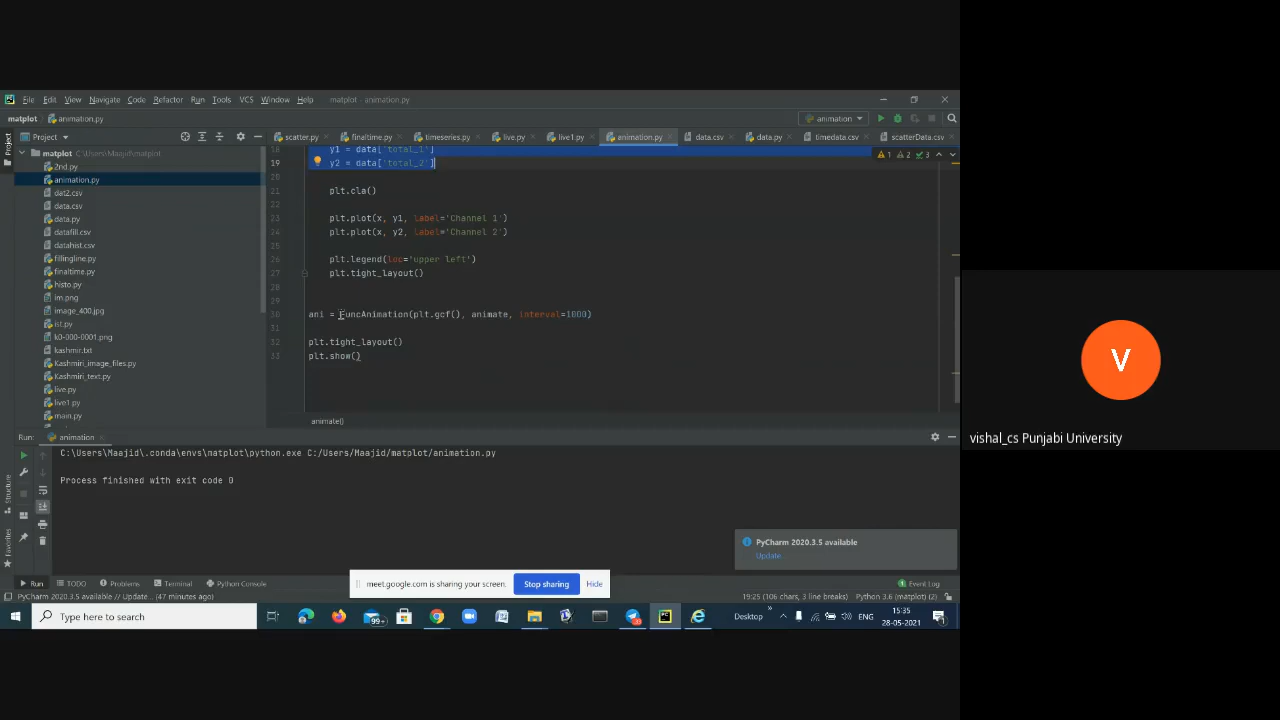 File Edit View Navigate Code Refactor Run Tools VCS Window Help matplot - animation.py
matplot animation.py animation
Project
scatter.py finaltime.py timeseries.py live.py live1.py animation.py data.csv data.py timedata.csv scatterData.csv
Project
matplot C:\Users\Maajid\matplot
2nd.py
animation.py
dat2.csv
data.csv
data.py
datafill.csv
datahist.csv
fillingline.py
finaltime.py
histo.py
im.png
image_400.jpg
ist.py
k0-000-0001.png
kashmir.txt
Kashmiri_image_files.py
Kashmiri_text.py
live.py
live1.py
main.py
1 2 3
18 y1 = data['total_1']
19 y2 = data['total_2']
20
21 plt.cla()
22
23 plt.plot(x, y1, label='Channel 1')
24 plt.plot(x, y2, label='Channel 2')
25
26 plt.legend(loc='upper left')
27 plt.tight_layout()
28
29
30 ani = FuncAnimation(plt.gcf(), animate, interval=1000)
31
32 plt.tight_layout()
33 plt.show()
animate()
Run: animation
C:\Users\Maajid\.conda\envs\matplot\python.exe C:/Users/Maajid/matplot/animation.py
Process finished with exit code 0
Structure
Favorites
PyCharm 2020.3.5 available
Update...
Run TODO Problems Terminal Python Console Event Log
meet.google.com is sharing your screen. Stop sharing Hide
PyCharm 2020.3.5 available // Update... (47 minutes ago) 19:25 (106 chars, 3 line breaks) Python 3.6 (matplot) (2)
Type here to search 99+ Desktop » ENG 15:35
28-05-2021
V
vishal_cs Punjabi University